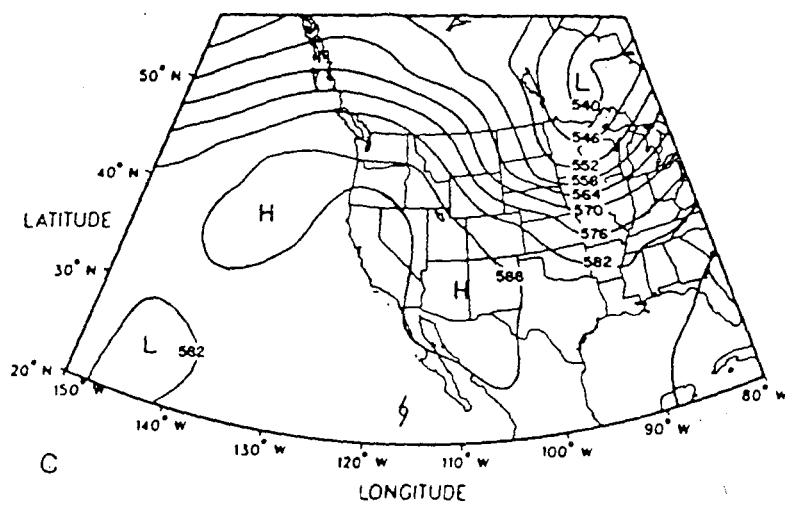 50° N
L
540
546
552
558
564
570
576
582
588
40° N
LATITUDE
H
H
30° N
L 582
20° N
150° W
140° W
130° W
120° W
110° W
100° W
90° W
80° W
C
LONGITUDE